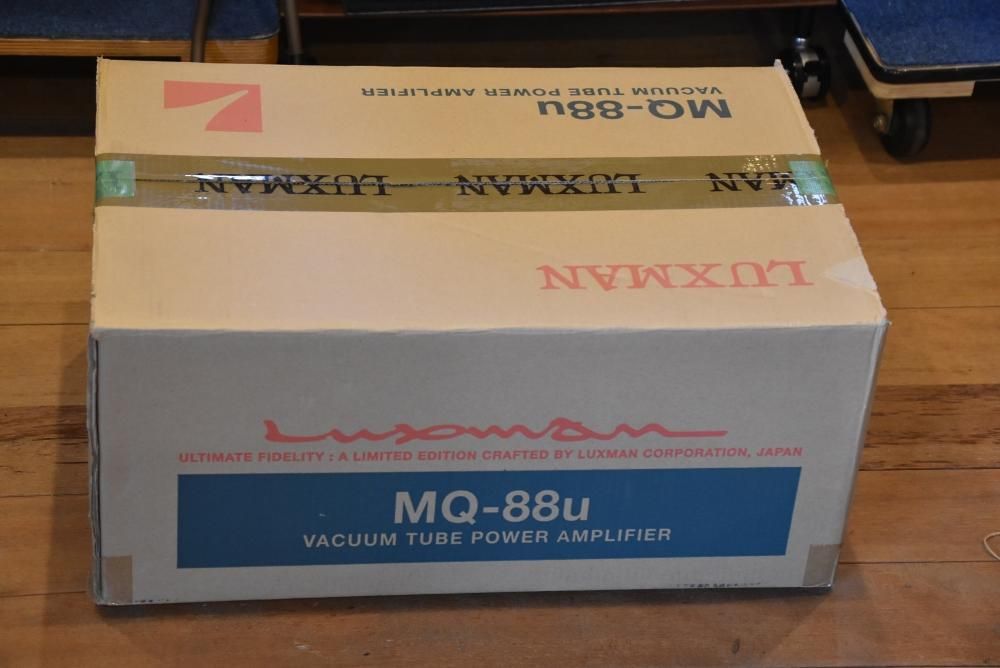 MQ-88u
VACUUM TUBE POWER AMPLIFIER
LUXMAN LUXMAN LUXMAN
LUXMAN
Luxman
ULTIMATE FIDELITY : A LIMITED EDITION CRAFTED BY LUXMAN CORPORATION, JAPAN
MQ-88u
VACUUM TUBE POWER AMPLIFIER